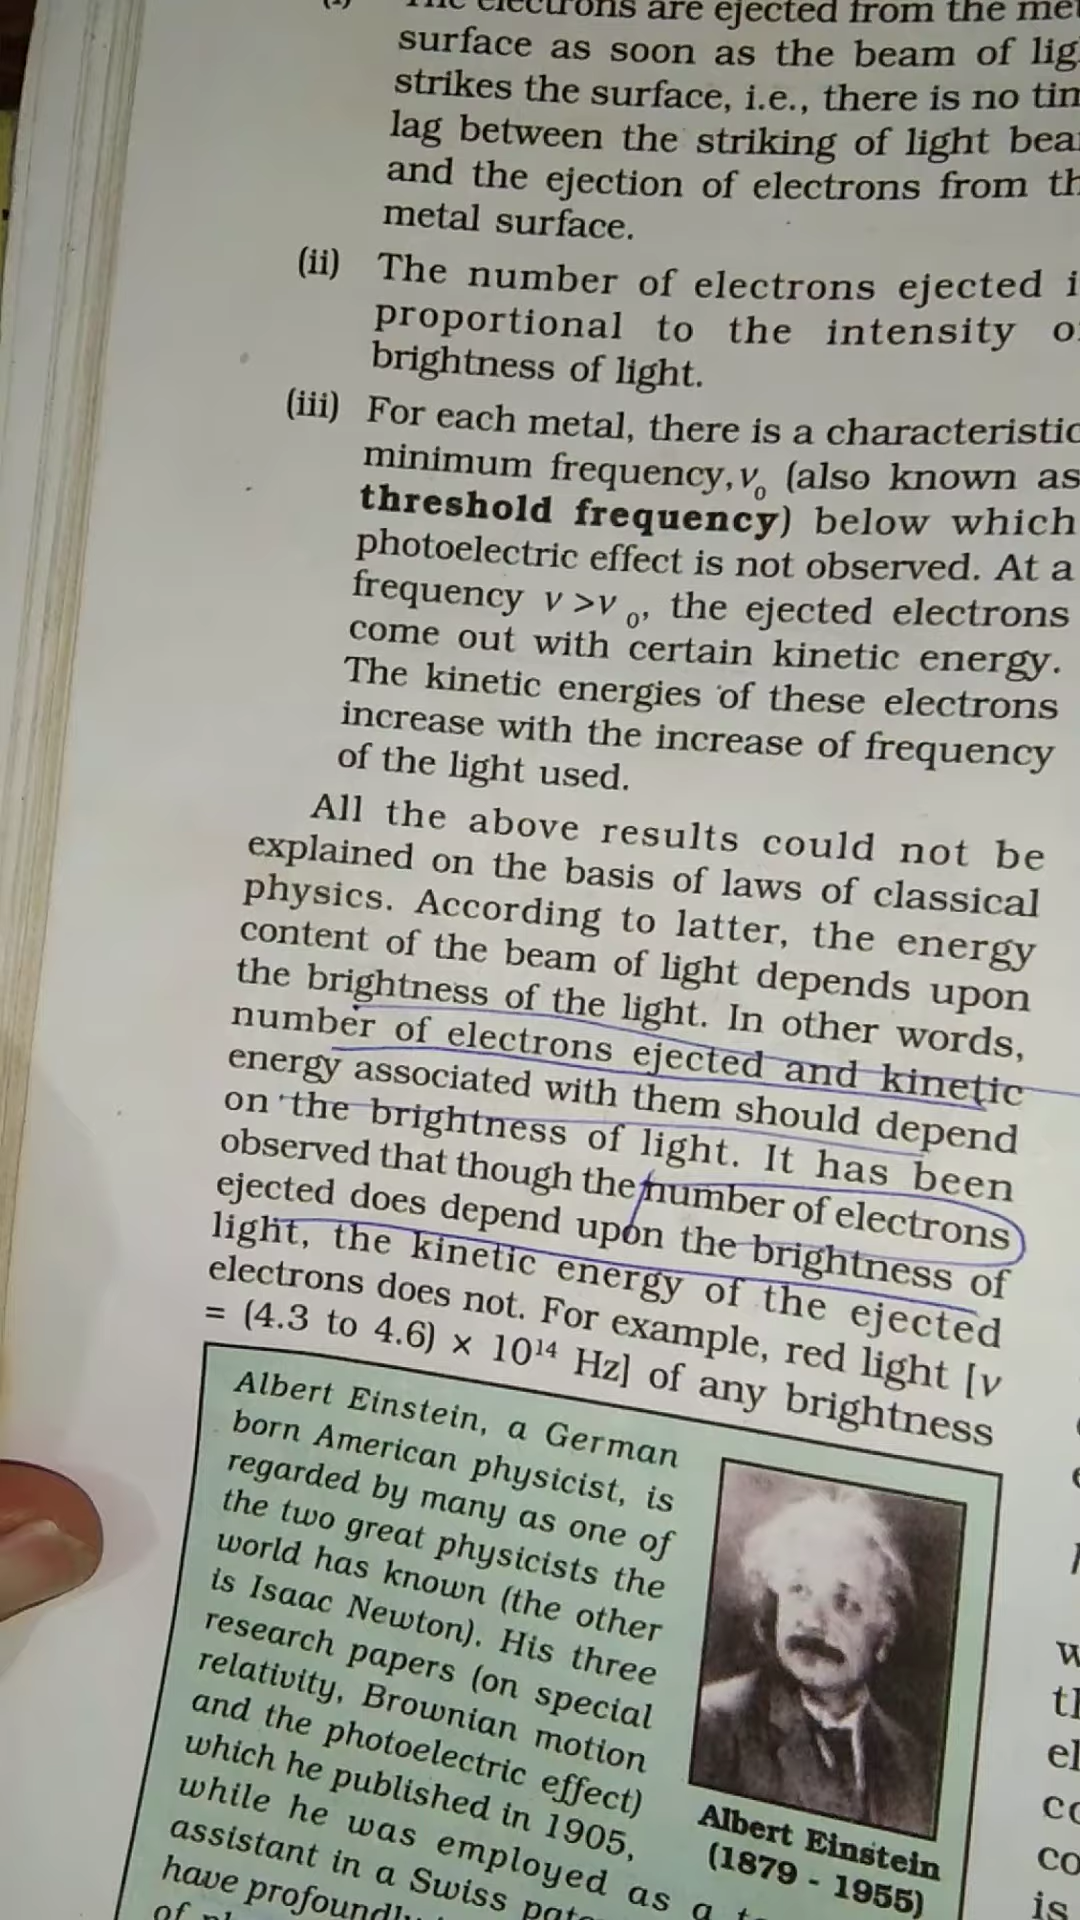 The electrons are ejected from the
surface as soon as the beam of
strikes the surface, i.e., there is no
lag between the striking of light
and the ejection of electrons from
metal surface.
(ii) The number of electrons ejected
proportional to the intensity
brightness of light.
(iii) For each metal, there is a characteristic
minimum frequency, ν₀ (also known as
threshold frequency) below which
photoelectric effect is not observed. At a
frequency ν >ν ₀, the ejected electrons
come out with certain kinetic energy.
The kinetic energies of these electrons
increase with the increase of frequency
of the light used.
All the above results could not be
explained on the basis of laws of classical
physics. According to latter, the energy
content of the beam of light depends upon
the brightness of the light. In other words,
number of electrons ejected and kinetic
energy associated with them should depend
on the brightness of light. It has been
observed that though the number of electrons
ejected does depend upon the brightness of
light, the kinetic energy of the ejected
electrons does not. For example, red light [ν
= (4.3 to 4.6) × 10¹⁴ Hz] of any brightness
Albert Einstein, a German
born American physicist, is
regarded by many as one of
the two great physicists the
world has known (the other
is Isaac Newton). His three
research papers (on special
relativity, Brownian motion
and the photoelectric effect)
which he published in 1905,
while he was employed as a
assistant in a Swiss
have
of
Albert Einstein
(1879 - 1955)